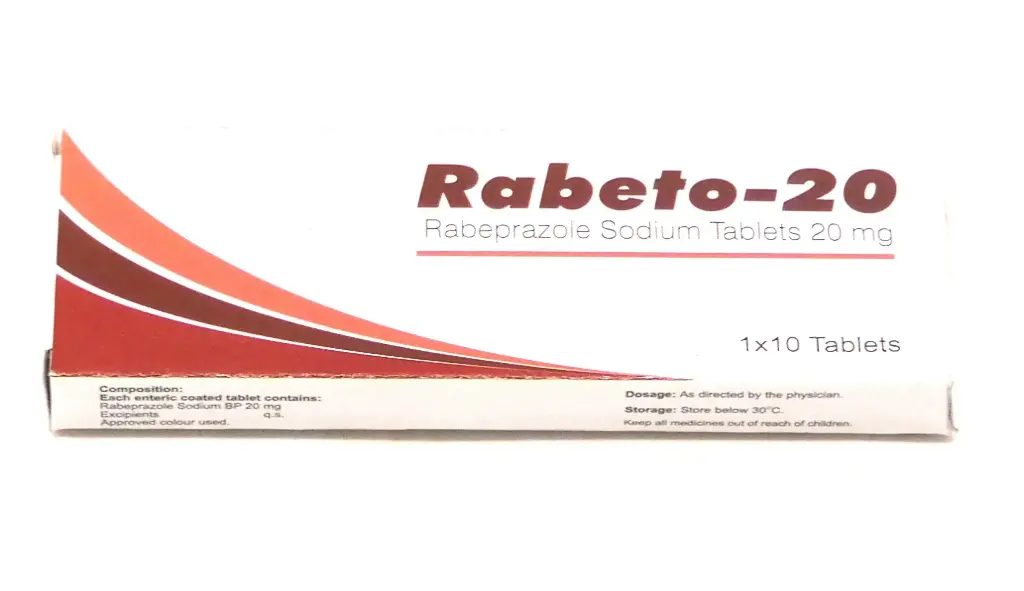 Rabeto-20
Rabeprazole Sodium Tablets 20 mg
1x10 Tablets
Composition:
Each enteric coated tablet contains:
Rabeprazole Sodium BP 20 mg
Excipients q.s.
Approved colour used.
Dosage: As directed by the physician.
Storage: Store below 30°C.
Keep all medicines out of reach of children.